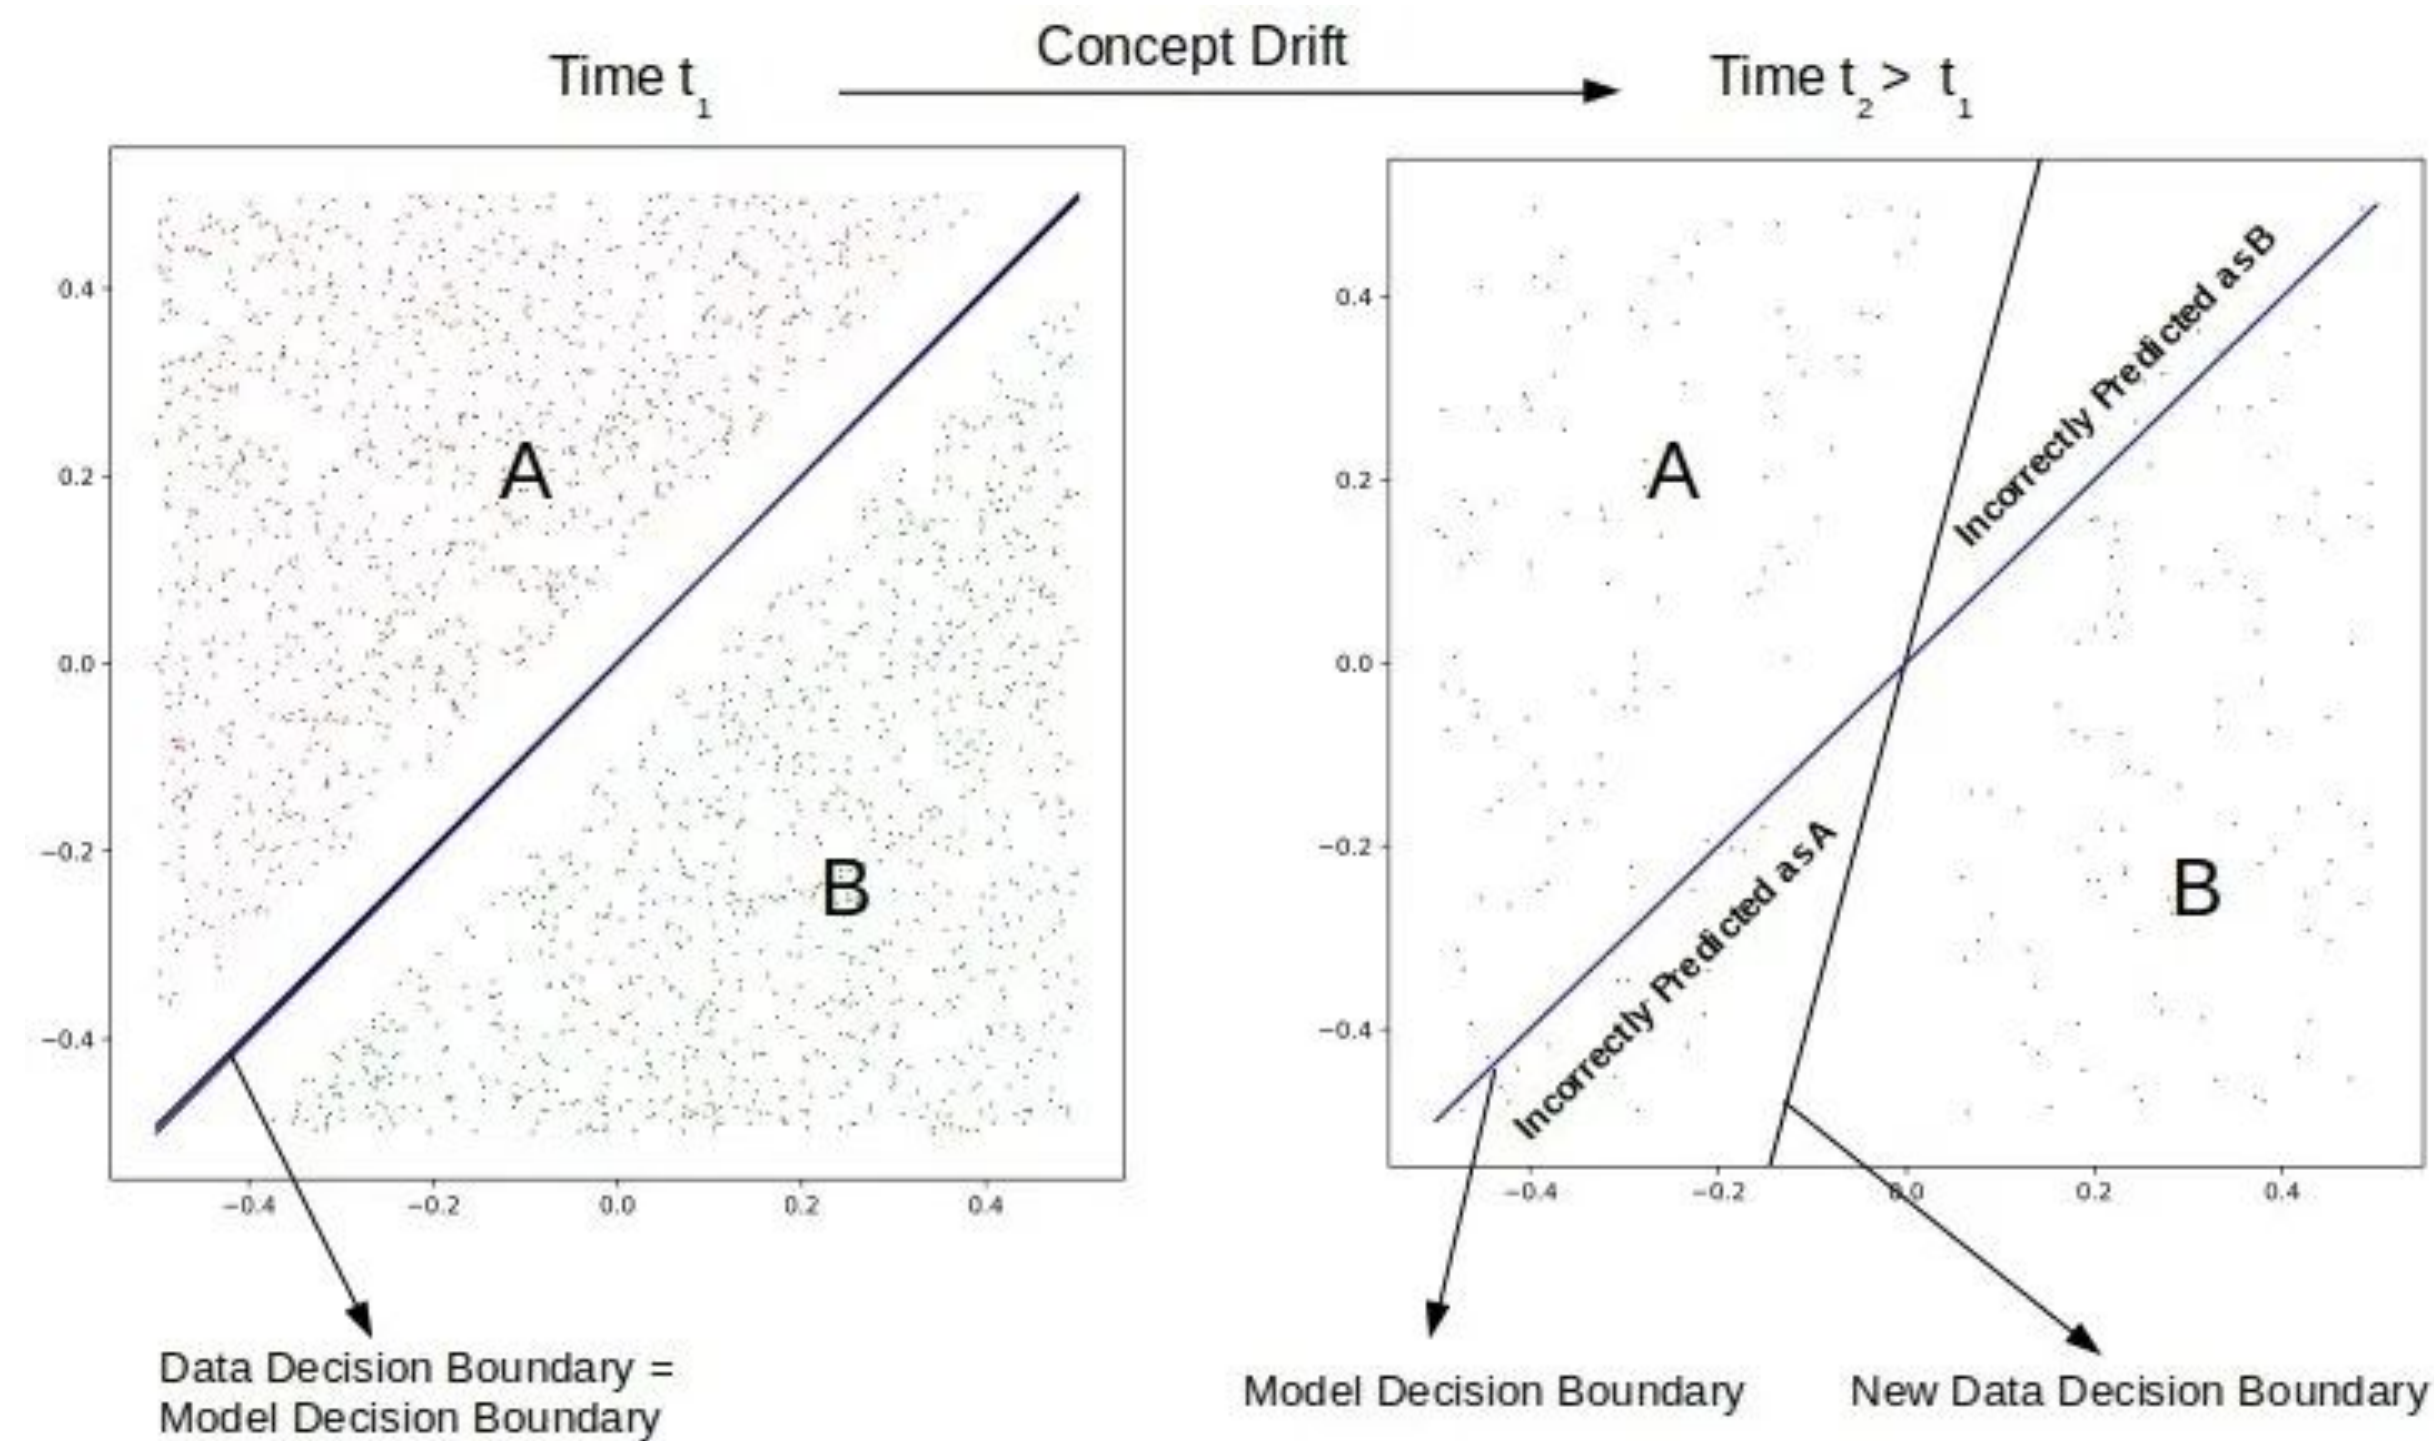 Concept Drift
Time t1
Time t2 > t1
0.4
0.2
0.0
−0.2
−0.4
−0.4
−0.2
0.0
0.2
0.4
A
B
Data Decision Boundary =
Model Decision Boundary
0.4
0.2
0.0
−0.2
−0.4
−0.4
−0.2
0.0
0.2
0.4
A
B
Incorrectly Predicted as B
Incorrectly Predicted as A
Model Decision Boundary
New Data Decision Boundary